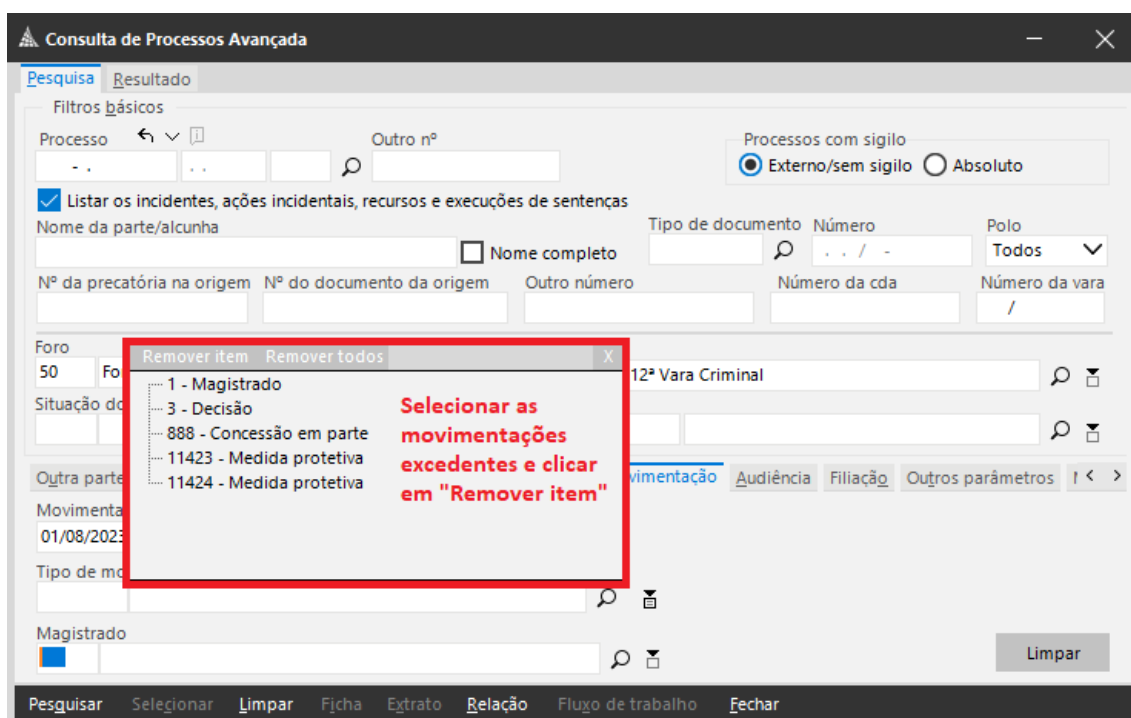 Consulta de Processos Avançada
Pesquisa Resultado
Filtros básicos
Processo Outro nº Processos com sigilo
- . . . Externo/sem sigilo Absoluto
Listar os incidentes, ações incidentais, recursos e execuções de sentenças
Nome da parte/alcunha Tipo de documento Número Polo
Nome completo . . / - Todos
Nº da precatória na origem Nº do documento da origem Outro número Número da cda Número da vara
/
Foro
Remover item Remover todos X
50 Fo 12ª Vara Criminal
1 - Magistrado
3 - Decisão
888 - Concessão em parte
11423 - Medida protetiva
11424 - Medida protetiva
Selecionar as
movimentações
excedentes e clicar
em "Remover item"
Situação do
Outra parte vimentação Audiência Filiação Outros parâmetros
Movimenta
01/08/2023
Tipo de mo
Magistrado
Limpar
Pesquisar Selecionar Limpar Ficha Extrato Relação Fluxo de trabalho Fechar